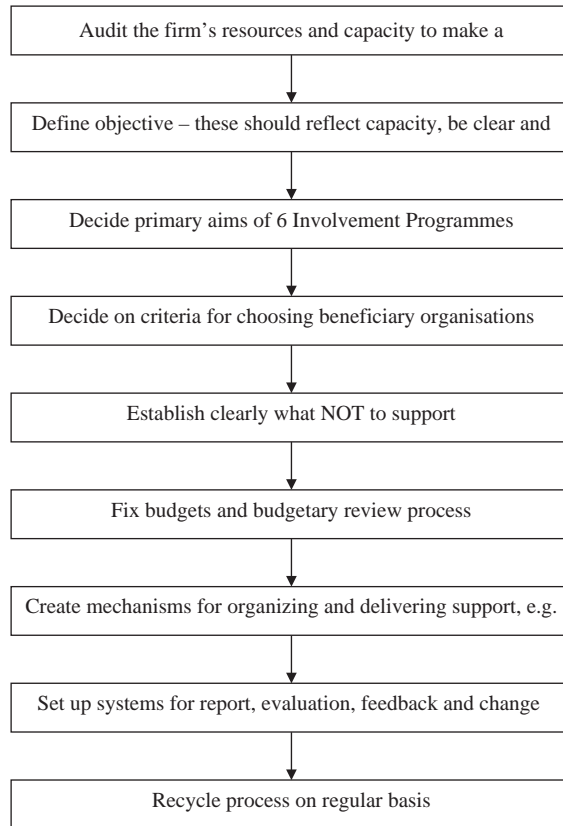 Audit the firm’s resources and capacity to make a
Define objective – these should reflect capacity, be clear and
Decide primary aims of 6 Involvement Programmes
Decide on criteria for choosing beneficiary organisations
Establish clearly what NOT to support
Fix budgets and budgetary review process
Create mechanisms for organizing and delivering support, e.g.
Set up systems for report, evaluation, feedback and change
Recycle process on regular basis